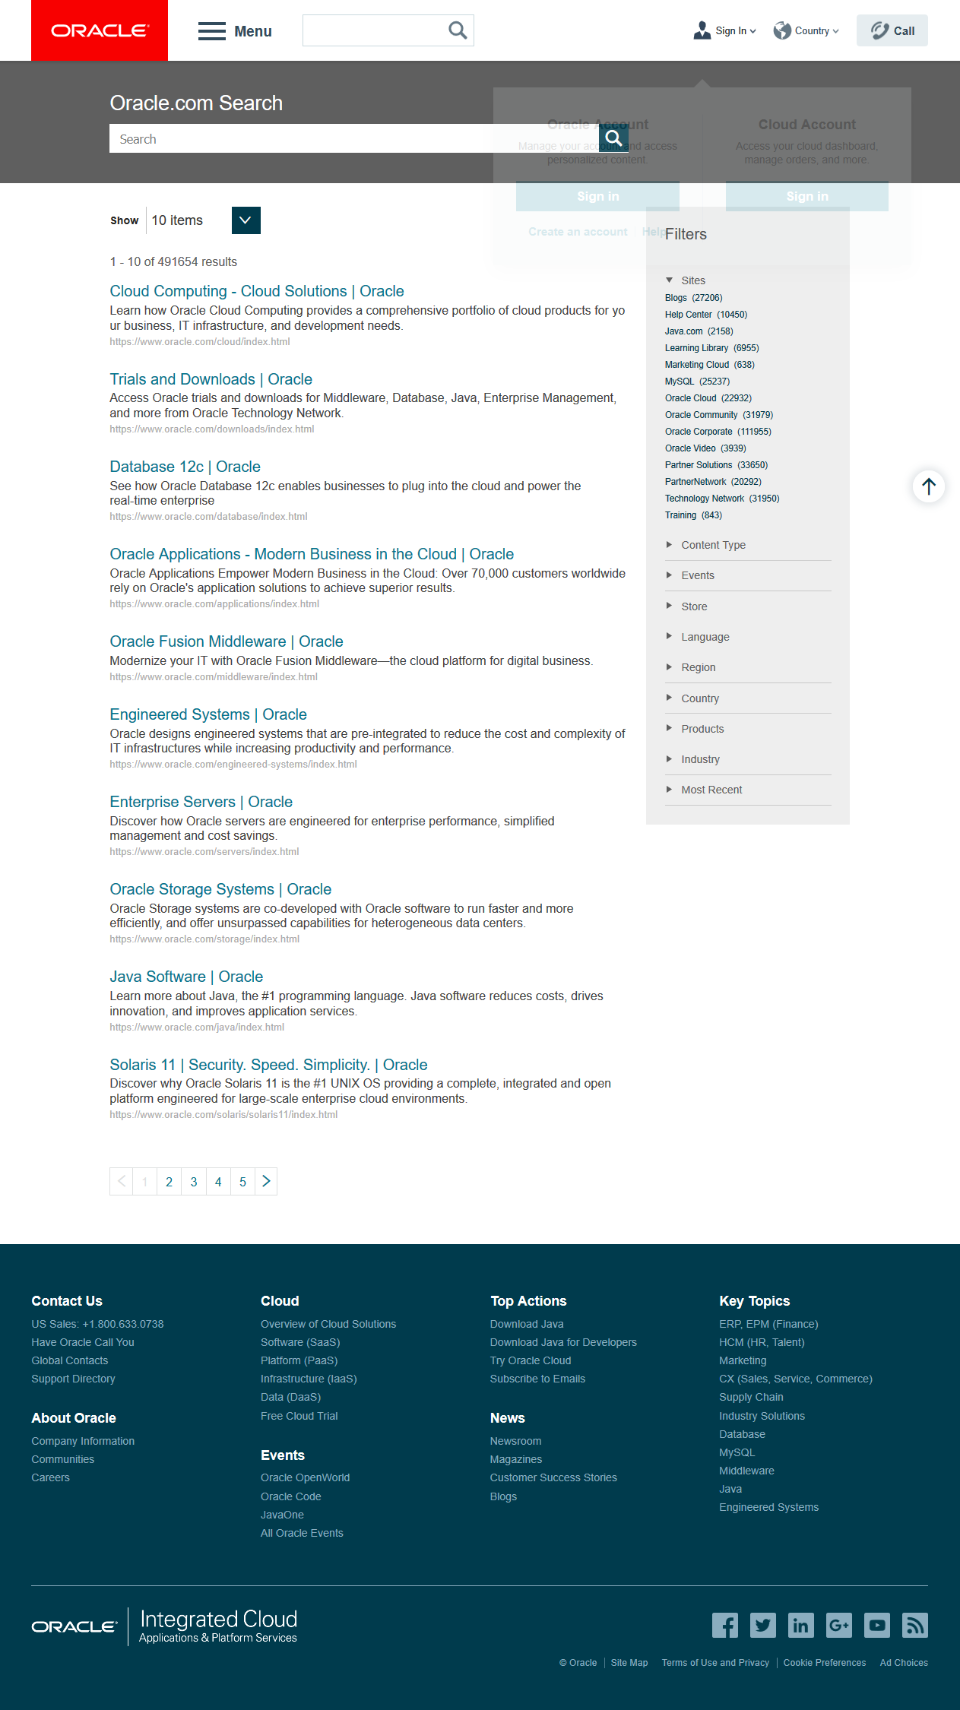 ORACLE
Menu
Sign In
Country
Call
Oracle.com Search
Search
Oracle Account
Manage your account and access
personalized content.
Sign in
Create an account
Help
Cloud Account
Access your cloud dashboard,
manage orders, and more.
Sign in
Show
10 items
1 - 10 of 491654 results
Cloud Computing - Cloud Solutions | Oracle
Learn how Oracle Cloud Computing provides a comprehensive portfolio of cloud products for yo
ur business, IT infrastructure, and development needs.
https://www.oracle.com/cloud/index.html
Trials and Downloads | Oracle
Access Oracle trials and downloads for Middleware, Database, Java, Enterprise Management,
and more from Oracle Technology Network.
https://www.oracle.com/downloads/index.html
Database 12c | Oracle
See how Oracle Database 12c enables businesses to plug into the cloud and power the
real-time enterprise
https://www.oracle.com/database/index.html
Oracle Applications - Modern Business in the Cloud | Oracle
Oracle Applications Empower Modern Business in the Cloud: Over 70,000 customers worldwide
rely on Oracle's application solutions to achieve superior results.
https://www.oracle.com/applications/index.html
Oracle Fusion Middleware | Oracle
Modernize your IT with Oracle Fusion Middleware—the cloud platform for digital business.
https://www.oracle.com/middleware/index.html
Engineered Systems | Oracle
Oracle designs engineered systems that are pre-integrated to reduce the cost and complexity of
IT infrastructures while increasing productivity and performance.
https://www.oracle.com/engineered-systems/index.html
Enterprise Servers | Oracle
Discover how Oracle servers are engineered for enterprise performance, simplified
management and cost savings.
https://www.oracle.com/servers/index.html
Oracle Storage Systems | Oracle
Oracle Storage systems are co-developed with Oracle software to run faster and more
efficiently, and offer unsurpassed capabilities for heterogeneous data centers.
https://www.oracle.com/storage/index.html
Java Software | Oracle
Learn more about Java, the #1 programming language. Java software reduces costs, drives
innovation, and improves application services.
https://www.oracle.com/java/index.html
Solaris 11 | Security. Speed. Simplicity. | Oracle
Discover why Oracle Solaris 11 is the #1 UNIX OS providing a complete, integrated and open
platform engineered for large-scale enterprise cloud environments.
https://www.oracle.com/solaris/solaris11/index.html
1 2 3 4 5
Filters
Sites
Blogs (27206)
Help Center (10450)
Java.com (2158)
Learning Library (6955)
Marketing Cloud (638)
MySQL (25237)
Oracle Cloud (22932)
Oracle Community (31979)
Oracle Corporate (111955)
Oracle Video (3939)
Partner Solutions (33650)
PartnerNetwork (20292)
Technology Network (31950)
Training (843)
Content Type
Events
Store
Language
Region
Country
Products
Industry
Most Recent
Contact Us
US Sales: +1.800.633.0738
Have Oracle Call You
Global Contacts
Support Directory
About Oracle
Company Information
Communities
Careers
Cloud
Overview of Cloud Solutions
Software (SaaS)
Platform (PaaS)
Infrastructure (IaaS)
Data (DaaS)
Free Cloud Trial
Events
Oracle OpenWorld
Oracle Code
JavaOne
All Oracle Events
Top Actions
Download Java
Download Java for Developers
Try Oracle Cloud
Subscribe to Emails
News
Newsroom
Magazines
Customer Success Stories
Blogs
Key Topics
ERP, EPM (Finance)
HCM (HR, Talent)
Marketing
CX (Sales, Service, Commerce)
Supply Chain
Industry Solutions
Database
MySQL
Middleware
Java
Engineered Systems
ORACLE
Integrated Cloud
Applications & Platform Services
© Oracle | Site Map
Terms of Use and Privacy | Cookie Preferences
Ad Choices